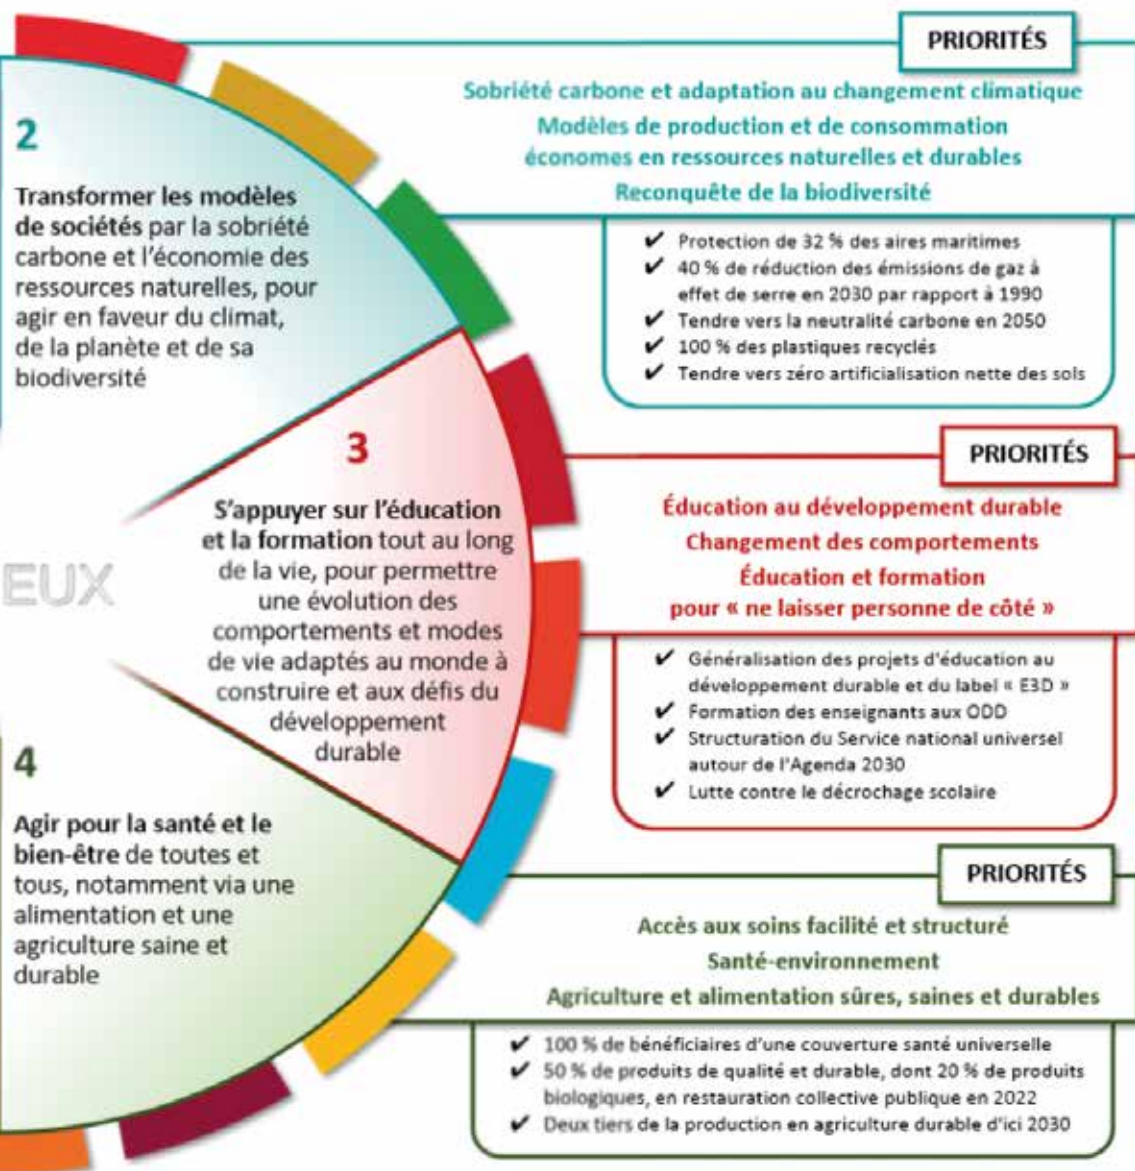 2
Transformer les modèles
de sociétés par la sobriété
carbone et l'économie des
ressources naturelles, pour
agir en faveur du climat,
de la planète et de sa
biodiversité
PRIORITÉS
Sobriété carbone et adaptation au changement climatique
Modèles de production et de consommation
économes en ressources naturelles et durables
Reconquête de la biodiversité
✔ Protection de 32 % des aires maritimes
✔ 40 % de réduction des émissions de gaz à
effet de serre en 2030 par rapport à 1990
✔ Tendre vers la neutralité carbone en 2050
✔ 100 % des plastiques recyclés
✔ Tendre vers zéro artificialisation nette des sols
3
S'appuyer sur l'éducation
et la formation tout au long
de la vie, pour permettre
une évolution des
comportements et modes
de vie adaptés au monde à
construire et aux défis du
développement
durable
PRIORITÉS
Éducation au développement durable
Changement des comportements
Éducation et formation
pour « ne laisser personne de côté »
✔ Généralisation des projets d'éducation au
développement durable et du label « E3D »
✔ Formation des enseignants aux ODD
✔ Structuration du Service national universel
autour de l'Agenda 2030
✔ Lutte contre le décrochage scolaire
EUX
4
Agir pour la santé et le
bien-être de toutes et
tous, notamment via une
alimentation et une
agriculture saine et
durable
PRIORITÉS
Accès aux soins facilité et structuré
Santé-environnement
Agriculture et alimentation sûres, saines et durables
✔ 100 % de bénéficiaires d'une couverture santé universelle
✔ 50 % de produits de qualité et durable, dont 20 % de produits
biologiques, en restauration collective publique en 2022
✔ Deux tiers de la production en agriculture durable d'ici 2030